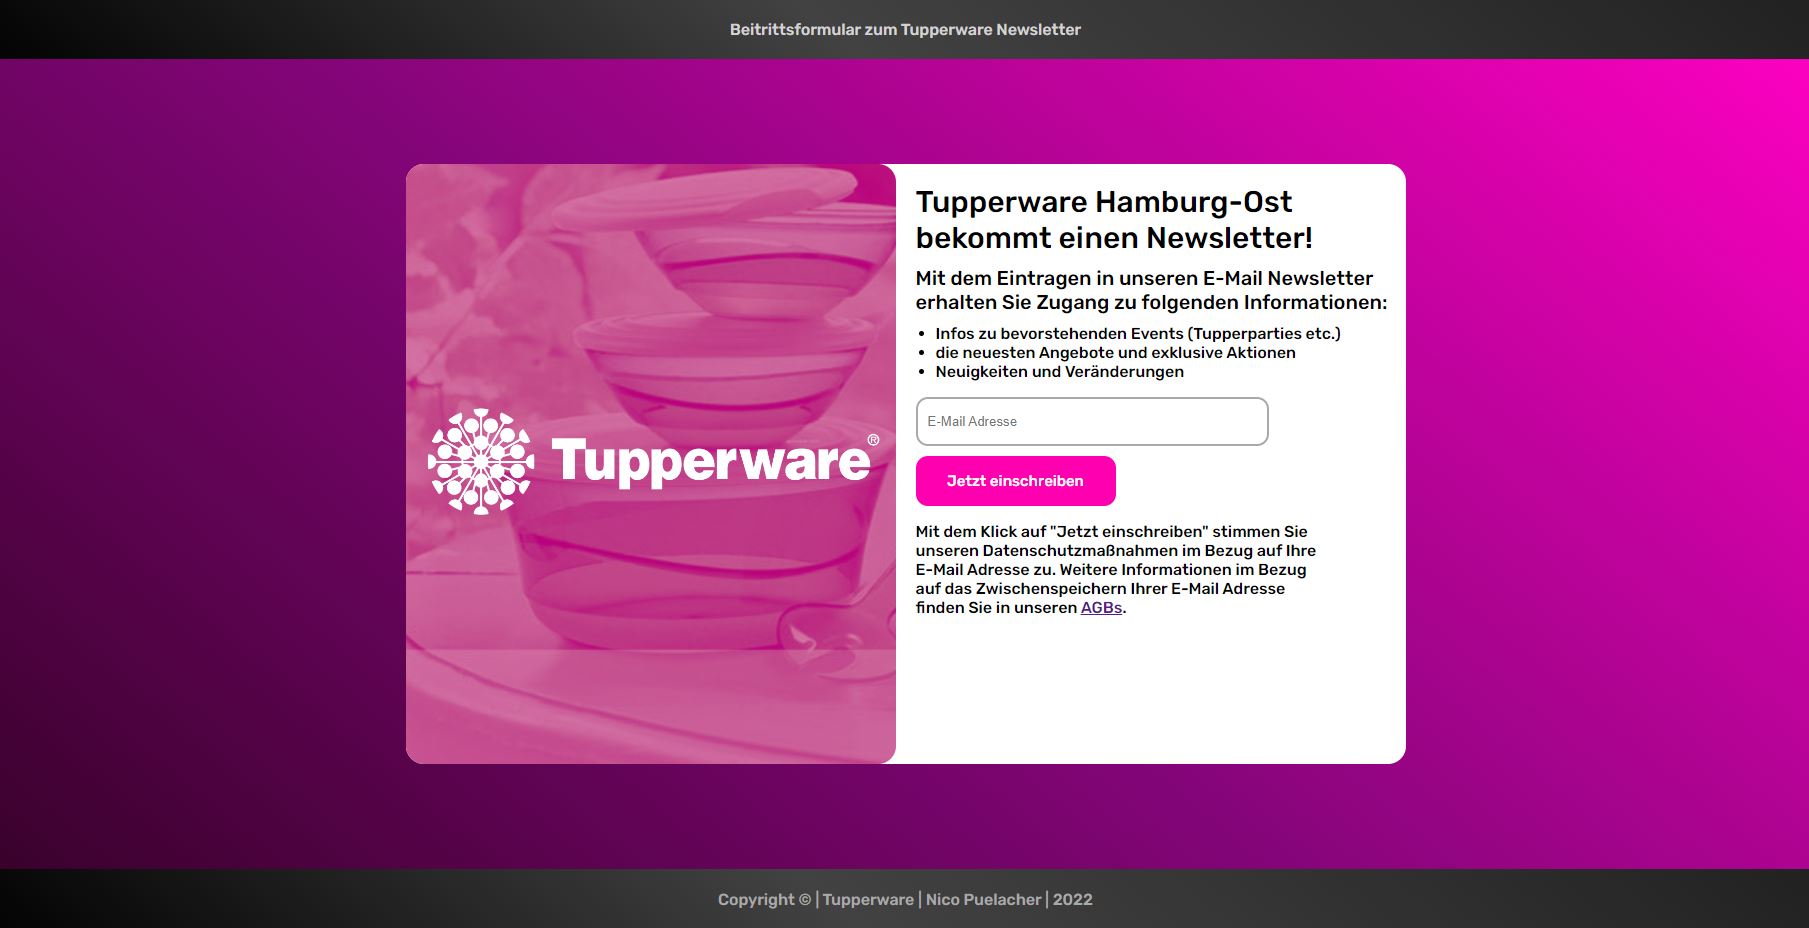 Beitrittsformular zum Tupperware Newsletter
Tupperware®
Tupperware Hamburg-Ost
bekommt einen Newsletter!
Mit dem Eintragen in unseren E-Mail Newsletter
erhalten Sie Zugang zu folgenden Informationen:
• Infos zu bevorstehenden Events (Tupperparties etc.)
• die neuesten Angebote und exklusive Aktionen
• Neuigkeiten und Veränderungen
E-Mail Adresse
Jetzt einschreiben
Mit dem Klick auf "Jetzt einschreiben" stimmen Sie
unseren Datenschutzmaßnahmen im Bezug auf Ihre
E-Mail Adresse zu. Weitere Informationen im Bezug
auf das Zwischenspeichern Ihrer E-Mail Adresse
finden Sie in unseren AGBs.
Copyright © | Tupperware | Nico Puelacher | 2022